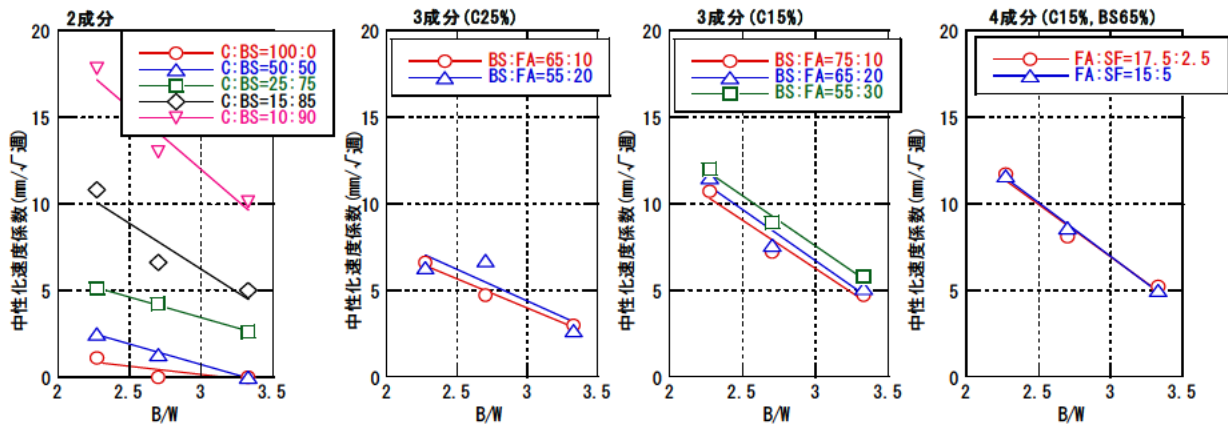 2成分
20
15
10
5
0
中性化速度係数(mm/√週)
C:BS=100:0
C:BS=50:50
C:BS=25:75
C:BS=15:85
C:BS=10:90
2
2.5
3
3.5
B/W
3成分(C25%)
20
15
10
5
0
中性化速度係数(mm/√週)
BS:FA=65:10
BS:FA=55:20
2
2.5
3
3.5
B/W
3成分(C15%)
20
15
10
5
0
中性化速度係数(mm/√週)
BS:FA=75:10
BS:FA=65:20
BS:FA=55:30
2
2.5
3
3.5
B/W
4成分(C15%, BS65%)
20
15
10
5
0
中性化速度係数(mm/√週)
FA:SF=17.5:2.5
FA:SF=15:5
2
2.5
3
3.5
B/W